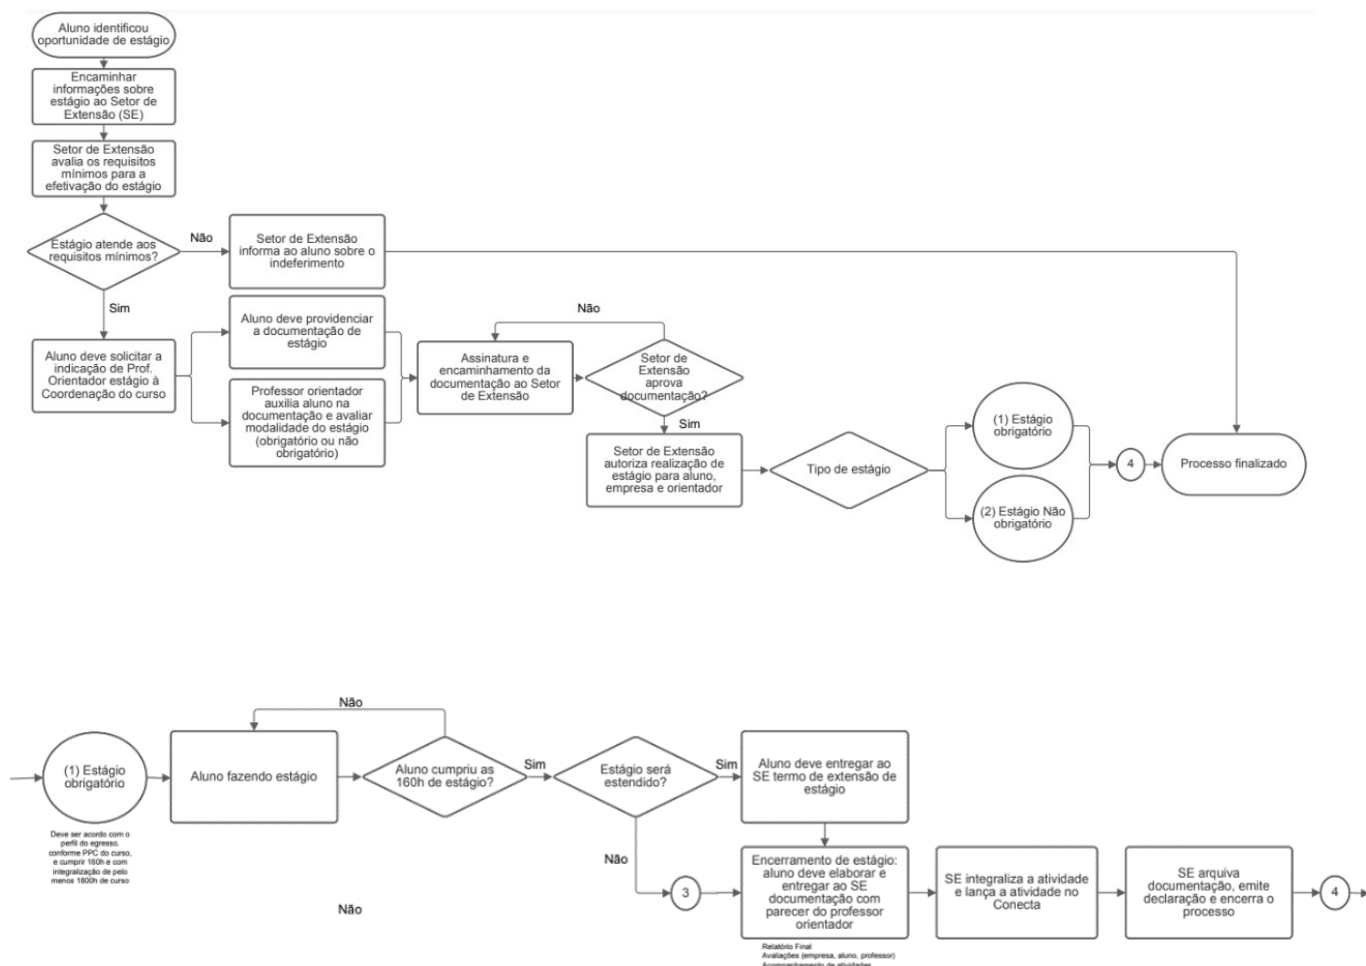 Aluno identificou
oportunidade de estágio
Encaminhar
informações sobre
estágio ao Setor de
Extensão (SE)
Setor de Extensão
avalia os requisitos
mínimos para a
efetivação do estágio
Estágio atende aos
requisitos mínimos?
Não
Setor de Extensão
informa ao aluno sobre o
indeferimento
Sim
Aluno deve solicitar a
indicação de Prof.
Orientador estágio à
Coordenação do curso
Aluno deve providenciar
a documentação de
estágio
Professor orientador
auxilia aluno na
documentação e avaliar
modalidade do estágio
(obrigatório ou não
obrigatório)
Assinatura e
encaminhamento da
documentação ao Setor
de Extensão
Não
Setor de
Extensão
aprova
documentação?
Sim
Setor de Extensão
autoriza realização de
estágio para aluno,
empresa e orientador
Tipo de estágio
(1) Estágio
obrigatório
(2) Estágio Não
obrigatório
4
Processo finalizado
(1) Estágio
obrigatório
Deve ser acordo com o
perfil do egresso,
conforme PPC do curso,
e cumprir 160h e com
integralização de pelo
menos 1800h de curso
Aluno fazendo estágio
Não
Aluno cumpriu as
160h de estágio?
Sim
Estágio será
estendido?
Sim
Aluno deve entregar ao
SE termo de extensão de
estágio
Não
3
Encerramento de estágio:
aluno deve elaborar e
entregar ao SE
documentação com
parecer do professor
orientador
Relatório Final
Avaliações (empresa, aluno, professor)
Acompanhamento de atividades
SE integraliza a atividade
e lança a atividade no
Conecta
SE arquiva
documentação, emite
declaração e encerra o
processo
4
Não